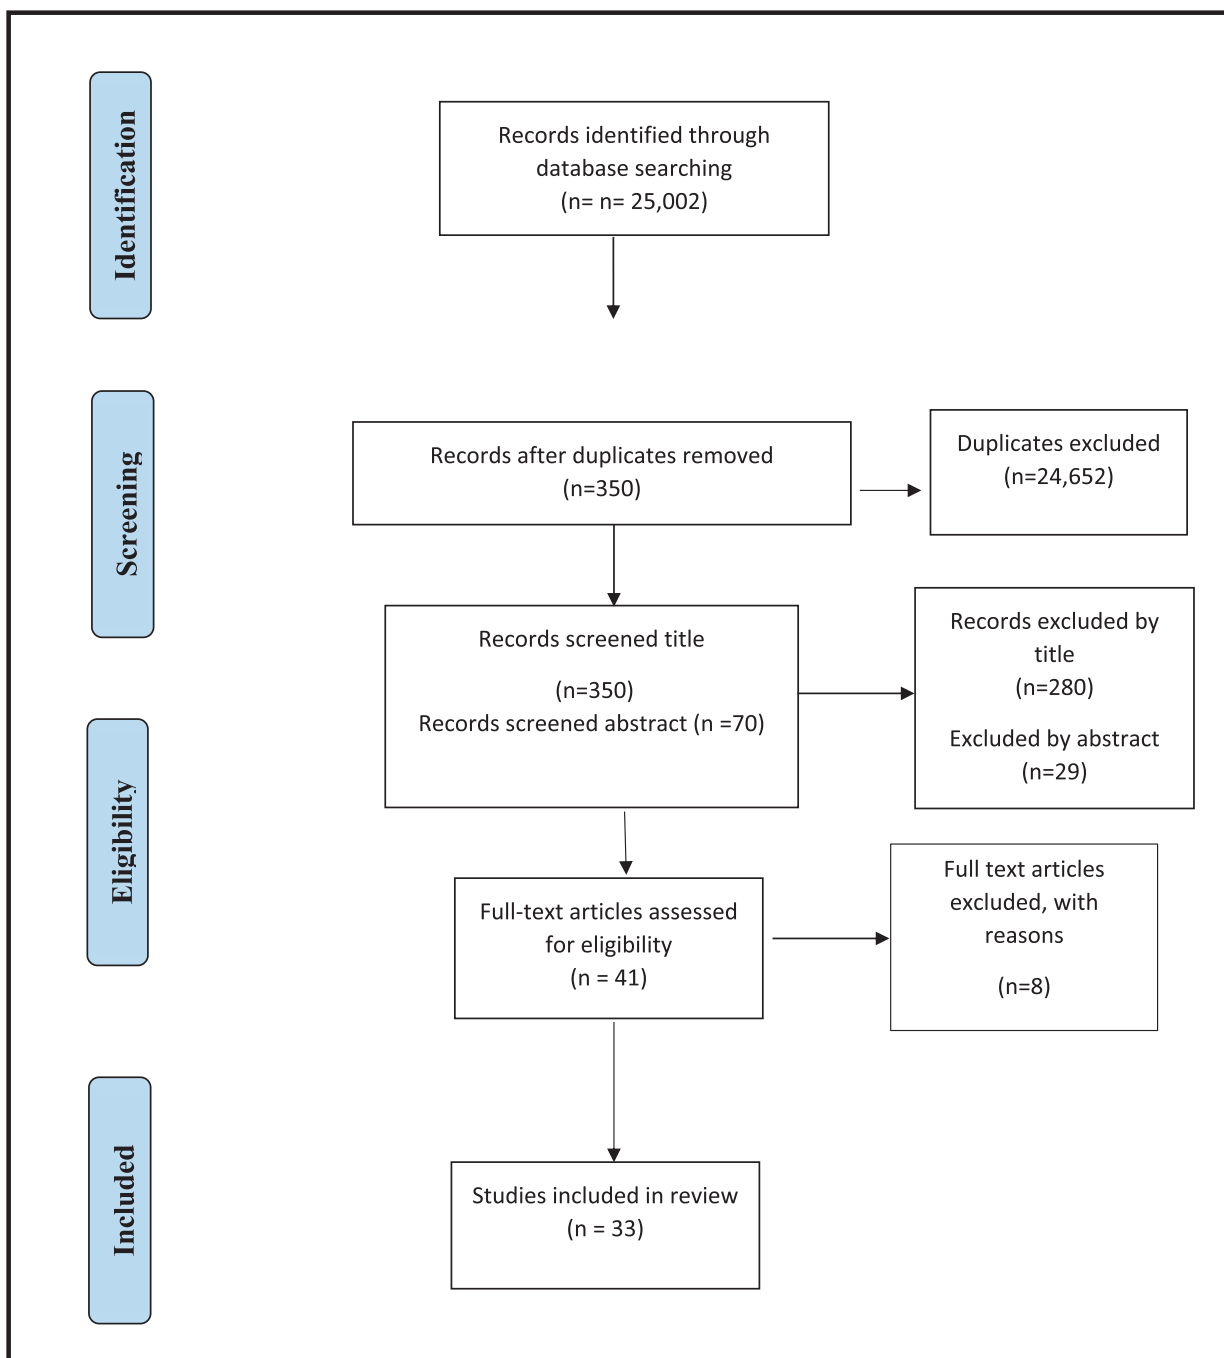 Identification
Records identified through
database searching
(n= n= 25,002)
Screening
Records after duplicates removed
(n=350)
Duplicates excluded
(n=24,652)
Records screened title
(n=350)
Records screened abstract (n =70)
Records excluded by
title
(n=280)
Excluded by abstract
(n=29)
Eligibility
Full-text articles assessed
for eligibility
(n = 41)
Full text articles
excluded, with
reasons
(n=8)
Included
Studies included in review
(n = 33)